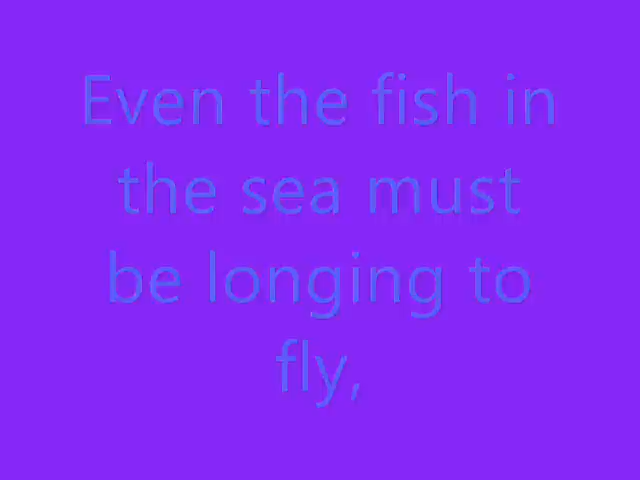 Even the fish in
the sea must
be longing to
fly,